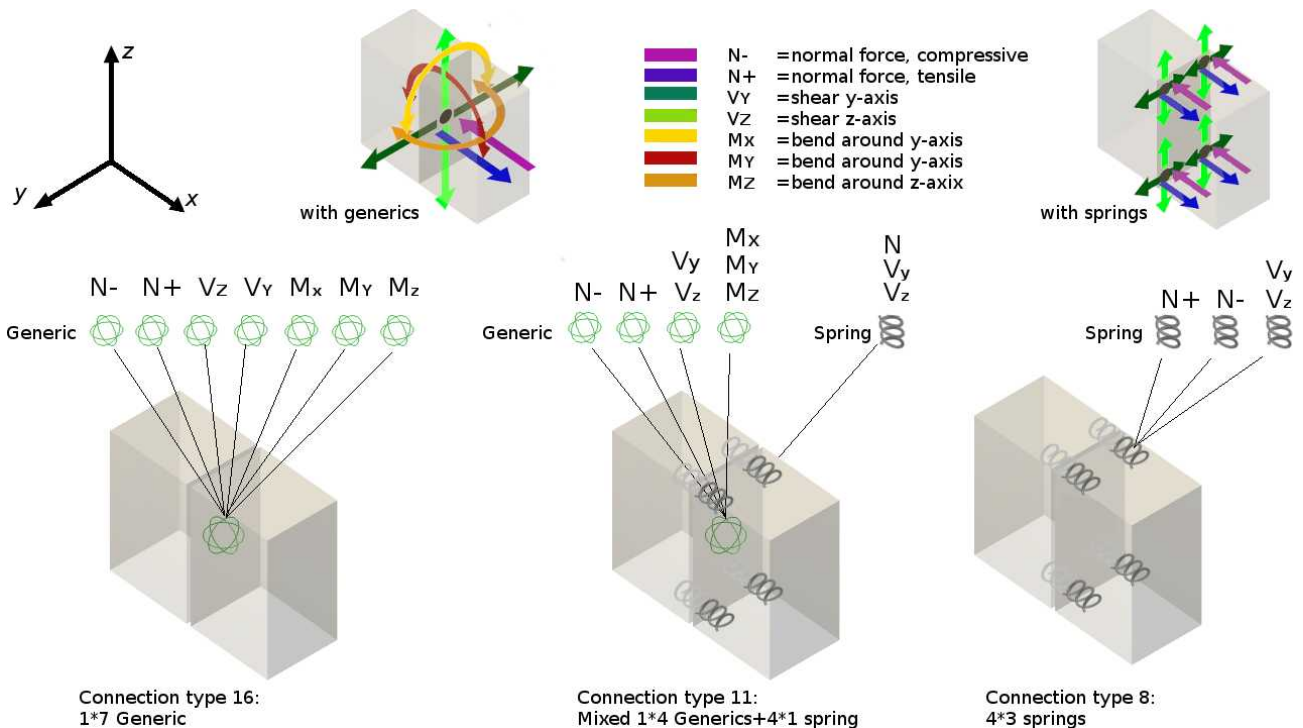 z
y
x
with generics
N- =normal force, compressive
N+ =normal force, tensile
VY =shear y-axis
VZ =shear z-axis
Mx =bend around y-axis
MY =bend around y-axis
MZ =bend around z-axix
with springs
N- N+ VZ VY Mx MY Mz
Generic
Mx
Vy MY
N- N+ Vz MZ
Generic
N
Vy
Vz
Spring
Vy
N+ N- Vz
Spring
Connection type 16:
1*7 Generic
Connection type 11:
Mixed 1*4 Generics+4*1 spring
Connection type 8:
4*3 springs